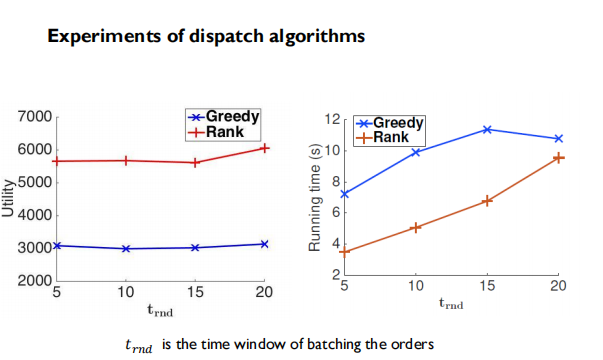 Experiments of dispatch algorithms
7000
6000
5000
4000
3000
2000
Utility
Greedy
Rank
5
10
15
20
t_rnd
12
10
8
6
4
2
Running time (s)
Greedy
Rank
5
10
15
20
t_rnd
t_rnd is the time window of batching the orders